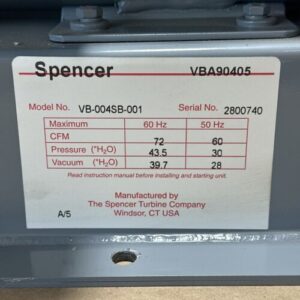 Spencer VBA90405
Model No. VB-004SB-001 Serial No. 2800740
Maximum 60 Hz 50 Hz
CFM 72 60
Pressure ("H₂O) 43.5 30
Vacuum ("H₂O) 39.7 28
Read instruction manual before installing and starting unit.
Manufactured by
The Spencer Turbine Company
A/5 Windsor, CT USA